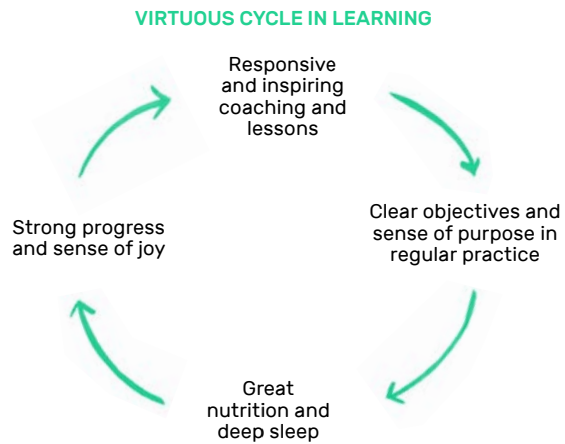 VIRTUOUS CYCLE IN LEARNING
Responsive
and inspiring
coaching and
lessons
Clear objectives and
sense of purpose in
regular practice
Great
nutrition and
deep sleep
Strong progress
and sense of joy